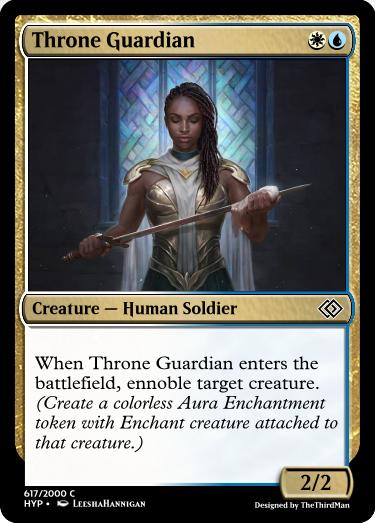 Throne Guardian
Creature — Human Soldier
When Throne Guardian enters the
battlefield, ennoble target creature.
(Create a colorless Aura Enchantment
token with Enchant creature attached to
that creature.)
2/2
617/2000 C
HYP • LeeshaHannigan
Designed by TheThirdMan